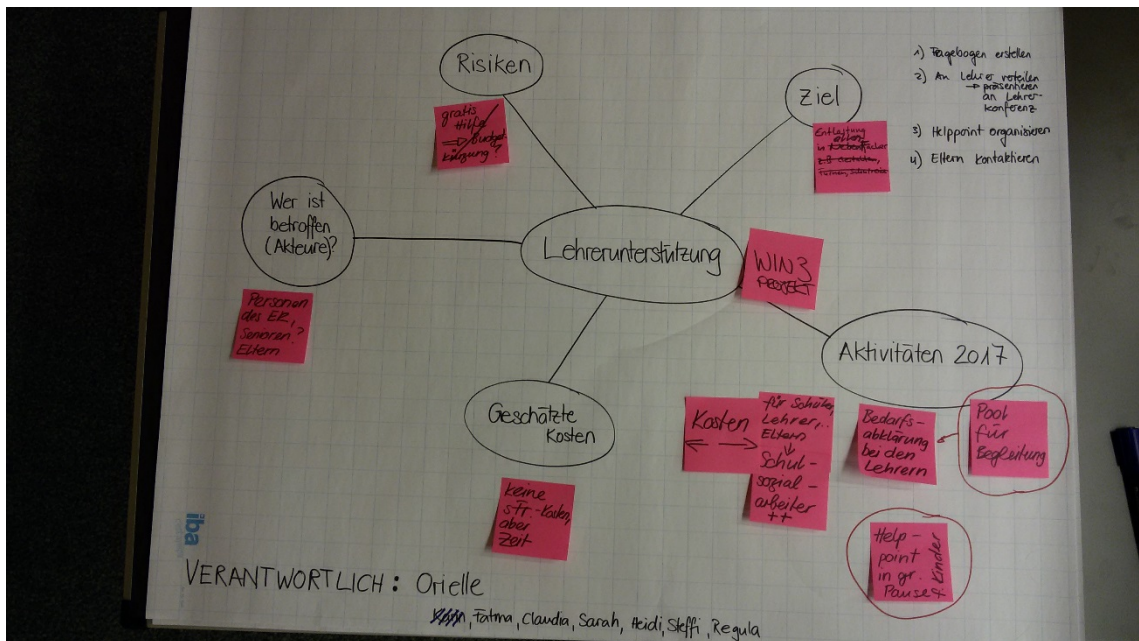 Risiken
gratis
Hilfe
⇒ Budget
kürzung?
Ziel
Entlastung
in Nebenfächer
1) Fragebogen erstellen
2) An Lehrer verteilen
→ präsentieren
an Lehrer-
konferenz
3) Helppoint organisieren
4) Eltern kontaktieren
Wer ist
betroffen
(Akteure)?
Personen
des ER,
Senioren?
Eltern
Lehrerunterstützung
WIN3
PROJEKT
Aktivitäten 2017
Kosten
für Schüler,
Lehrer,..
Eltern
↓
Schul-
sozial-
arbeiter
++
Bedarfs-
abklärung
bei den
Lehrern
Pool
für
Begleitung
Help-
point
in gr.
Pause
Kinder
Geschätzte
Kosten
keine
-Kosten,
aber
Zeit
iba
VERANTWORTLICH: Orielle
Fatma, Claudia, Sarah, Heidi, Steffi, Regula